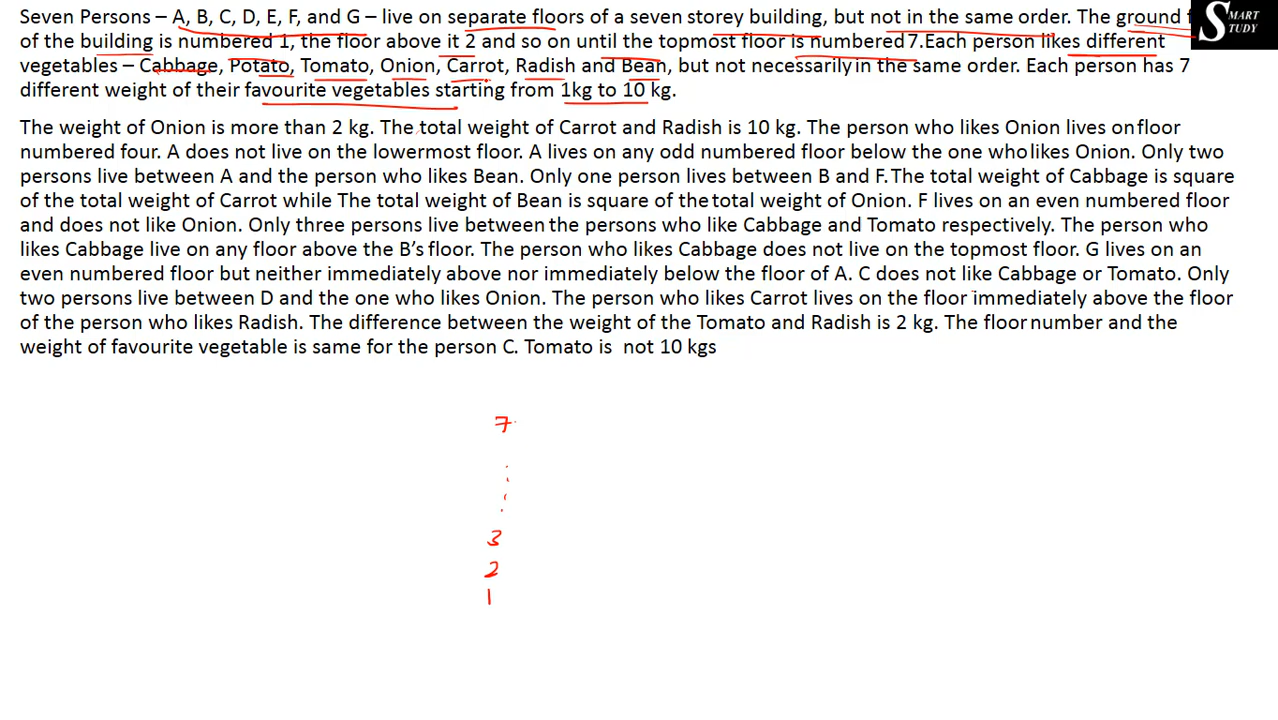 Seven Persons – A, B, C, D, E, F, and G – live on separate floors of a seven storey building, but not in the same order. The ground
of the building is numbered 1, the floor above it 2 and so on until the topmost floor is numbered 7.Each person likes different
vegetables – Cabbage, Potato, Tomato, Onion, Carrot, Radish and Bean, but not necessarily in the same order. Each person has 7
different weight of their favourite vegetables starting from 1kg to 10 kg.
The weight of Onion is more than 2 kg. The total weight of Carrot and Radish is 10 kg. The person who likes Onion lives on floor
numbered four. A does not live on the lowermost floor. A lives on any odd numbered floor below the one who likes Onion. Only two
persons live between A and the person who likes Bean. Only one person lives between B and F. The total weight of Cabbage is square
of the total weight of Carrot while The total weight of Bean is square of the total weight of Onion. F lives on an even numbered floor
and does not like Onion. Only three persons live between the persons who like Cabbage and Tomato respectively. The person who
likes Cabbage live on any floor above the B’s floor. The person who likes Cabbage does not live on the topmost floor. G lives on an
even numbered floor but neither immediately above nor immediately below the floor of A. C does not like Cabbage or Tomato. Only
two persons live between D and the one who likes Onion. The person who likes Carrot lives on the floor immediately above the floor
of the person who likes Radish. The difference between the weight of the Tomato and Radish is 2 kg. The floor number and the
weight of favourite vegetable is same for the person C. Tomato is not 10 kgs
SMART
STUDY
7
3
2
1